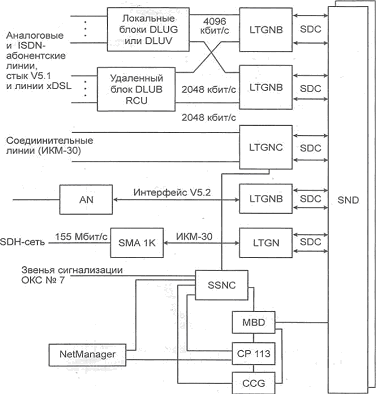 Аналоговые
и ISDN-
абонентские
линии,
стык V5.1
и линии xDSL
Локальные
блоки DLUG
или DLUV
4096
кбит/с
LTGNB
SDC
Удаленный
блок DLUB
RCU
2048 кбит/с
LTGNB
SDC
2048 кбит/с
Соедиинительные
линии (ИКМ-30)
LTGNC
SDC
SND
AN
Интерфейс V5.2
LTGNB
SDC
SDH-сеть
155 Мбит/с
SMA 1K
ИКМ-30
LTGN
SDC
Звенья сигнализации
ОКС № 7
SSNC
MBD
NetManager
CP 113
CCG